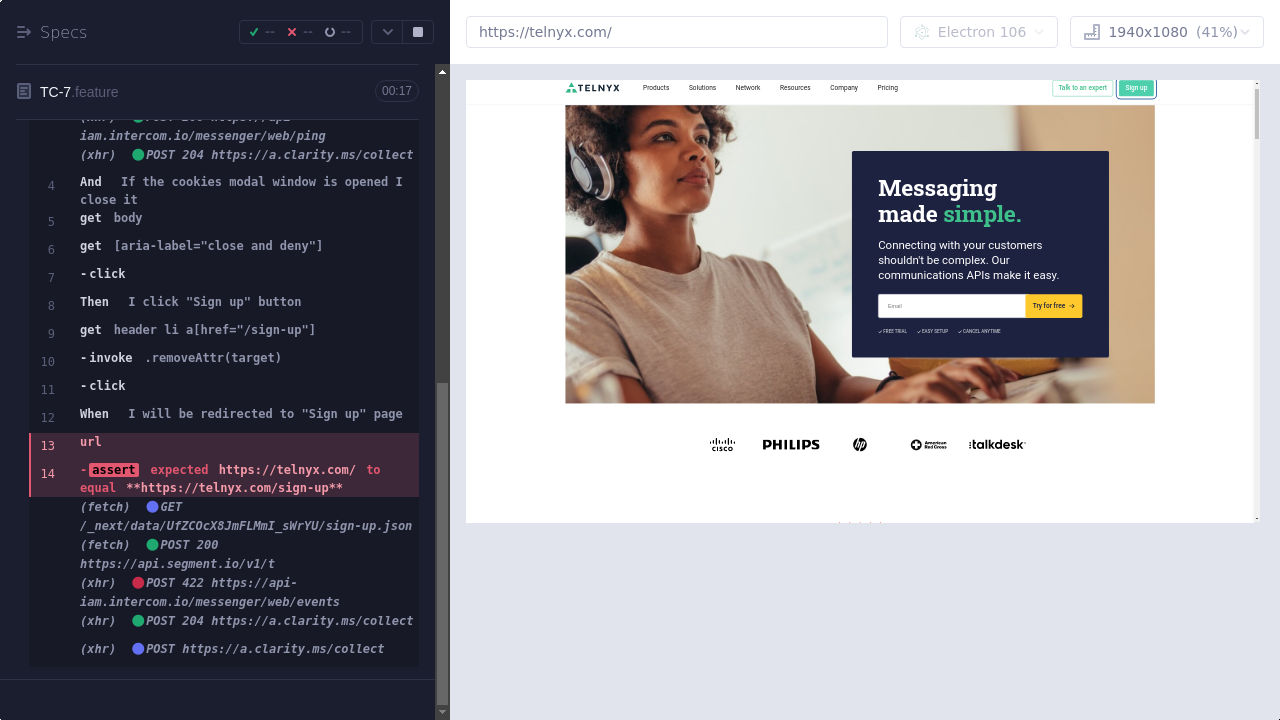 Specs
--
--
--
TC-7.feature
00:17
iam.intercom.io/messenger/web/ping
(xhr) POST 204 https://a.clarity.ms/collect
4 And If the cookies modal window is opened I
close it
5 get body
6 get [aria-label="close and deny"]
7 -click
8 Then I click "Sign up" button
9 get header li a[href="/sign-up"]
10 -invoke .removeAttr(target)
11 -click
12 When I will be redirected to "Sign up" page
13 url
14 -assert expected https://telnyx.com/ to
equal **https://telnyx.com/sign-up**
(fetch) GET
/_next/data/UfZCOcX8JmFLMmI_sWrYU/sign-up.json
(fetch) POST 200
https://api.segment.io/v1/t
(xhr) POST 422 https://api-
iam.intercom.io/messenger/web/events
(xhr) POST 204 https://a.clarity.ms/collect
(xhr) POST https://a.clarity.ms/collect
https://telnyx.com/
Electron 106
1940x1080 (41%)
TELNYX
Products
Solutions
Network
Resources
Company
Pricing
Talk to an expert
Sign up
Messaging
made simple.
Connecting with your customers
shouldn't be complex. Our
communications APIs make it easy.
Email
Try for free →
FREE TRIAL
EASY SETUP
CANCEL ANYTIME
CISCO
PHILIPS
hp
American
Red Cross
:talkdesk